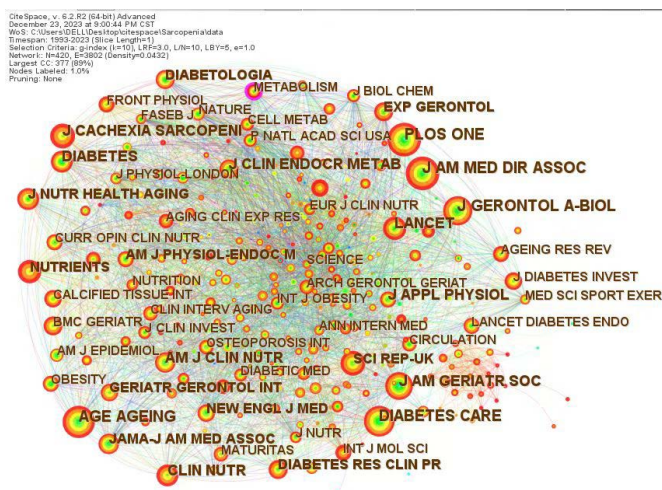 CiteSpace, v. 6.2.R2 (64-bit) Advanced
December 23, 2023 at 9:00:44 PM CST
WoS: C:\Users\DELL\Desktop\citespace\Sarcopenia\data
Timespan: 1993-2023 (Slice Length=1)
Selection Criteria: g-index (k=10), LRF=3.0, L/N=10, LBY=5, e=1.0
Network: N=420, E=3802 (Density=0.0432)
Largest CC: 377 (89%)
Nodes Labeled: 1.0%
Pruning: None
DIABETOLOGIA
METABOLISM
J BIOL CHEM
FRONT PHYSIOL
NATURE
EXP GERONTOL
FASEB J
CELL METAB
J CACHEXIA SARCOPENI
P NATL ACAD SCI USA
PLOS ONE
DIABETES
J CLIN ENDOCR METAB
J AM MED DIR ASSOC
J PHYSIOL-LONDON
J NUTR HEALTH AGING
EUR J CLIN NUTR
J GERONTOL A-BIOL
AGING CLIN EXP RES
LANCET
CURR OPIN CLIN NUTR
AGEING RES REV
AM J PHYSIOL-ENDOC M
SCIENCE
NUTRIENTS
J DIABETES INVEST
NUTRITION
ARCH GERONTOL GERIAT
CALCIFIED TISSUE INT
INT J OBESITY
J APPL PHYSIOL
MED SCI SPORT EXER
CLIN INTERV AGING
BMC GERIATR
J CLIN INVEST
ANN INTERN MED
LANCET DIABETES ENDO
OSTEOPOROSIS INT
CIRCULATION
AM J EPIDEMIOL
AM J CLIN NUTR
SCI REP-UK
DIABETIC MED
OBESITY
GERIATR GERONTOL INT
J AM GERIATR SOC
AGE AGEING
NEW ENGL J MED
DIABETES CARE
JAMA-J AM MED ASSOC
J NUTR
MATURITAS
INT J MOL SCI
CLIN NUTR
DIABETES RES CLIN PR